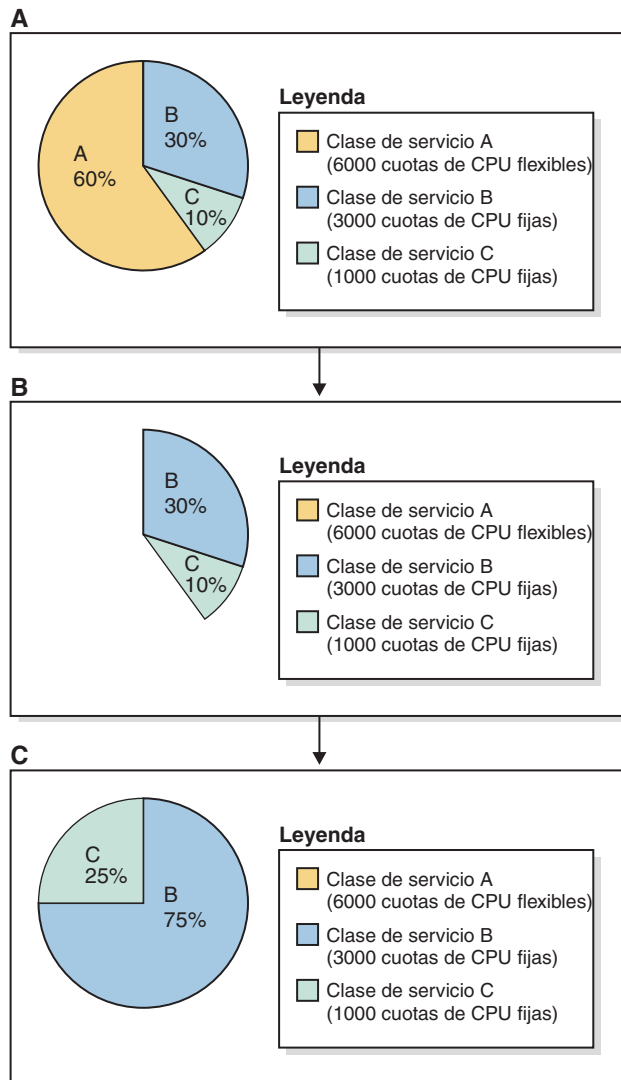 A
A
60%
B
30%
C
10%
Leyenda
Clase de servicio A
(6000 cuotas de CPU flexibles)
Clase de servicio B
(3000 cuotas de CPU fijas)
Clase de servicio C
(1000 cuotas de CPU fijas)
B
B
30%
C
10%
Leyenda
Clase de servicio A
(6000 cuotas de CPU flexibles)
Clase de servicio B
(3000 cuotas de CPU fijas)
Clase de servicio C
(1000 cuotas de CPU fijas)
C
C
25%
B
75%
Leyenda
Clase de servicio A
(6000 cuotas de CPU flexibles)
Clase de servicio B
(3000 cuotas de CPU fijas)
Clase de servicio C
(1000 cuotas de CPU fijas)